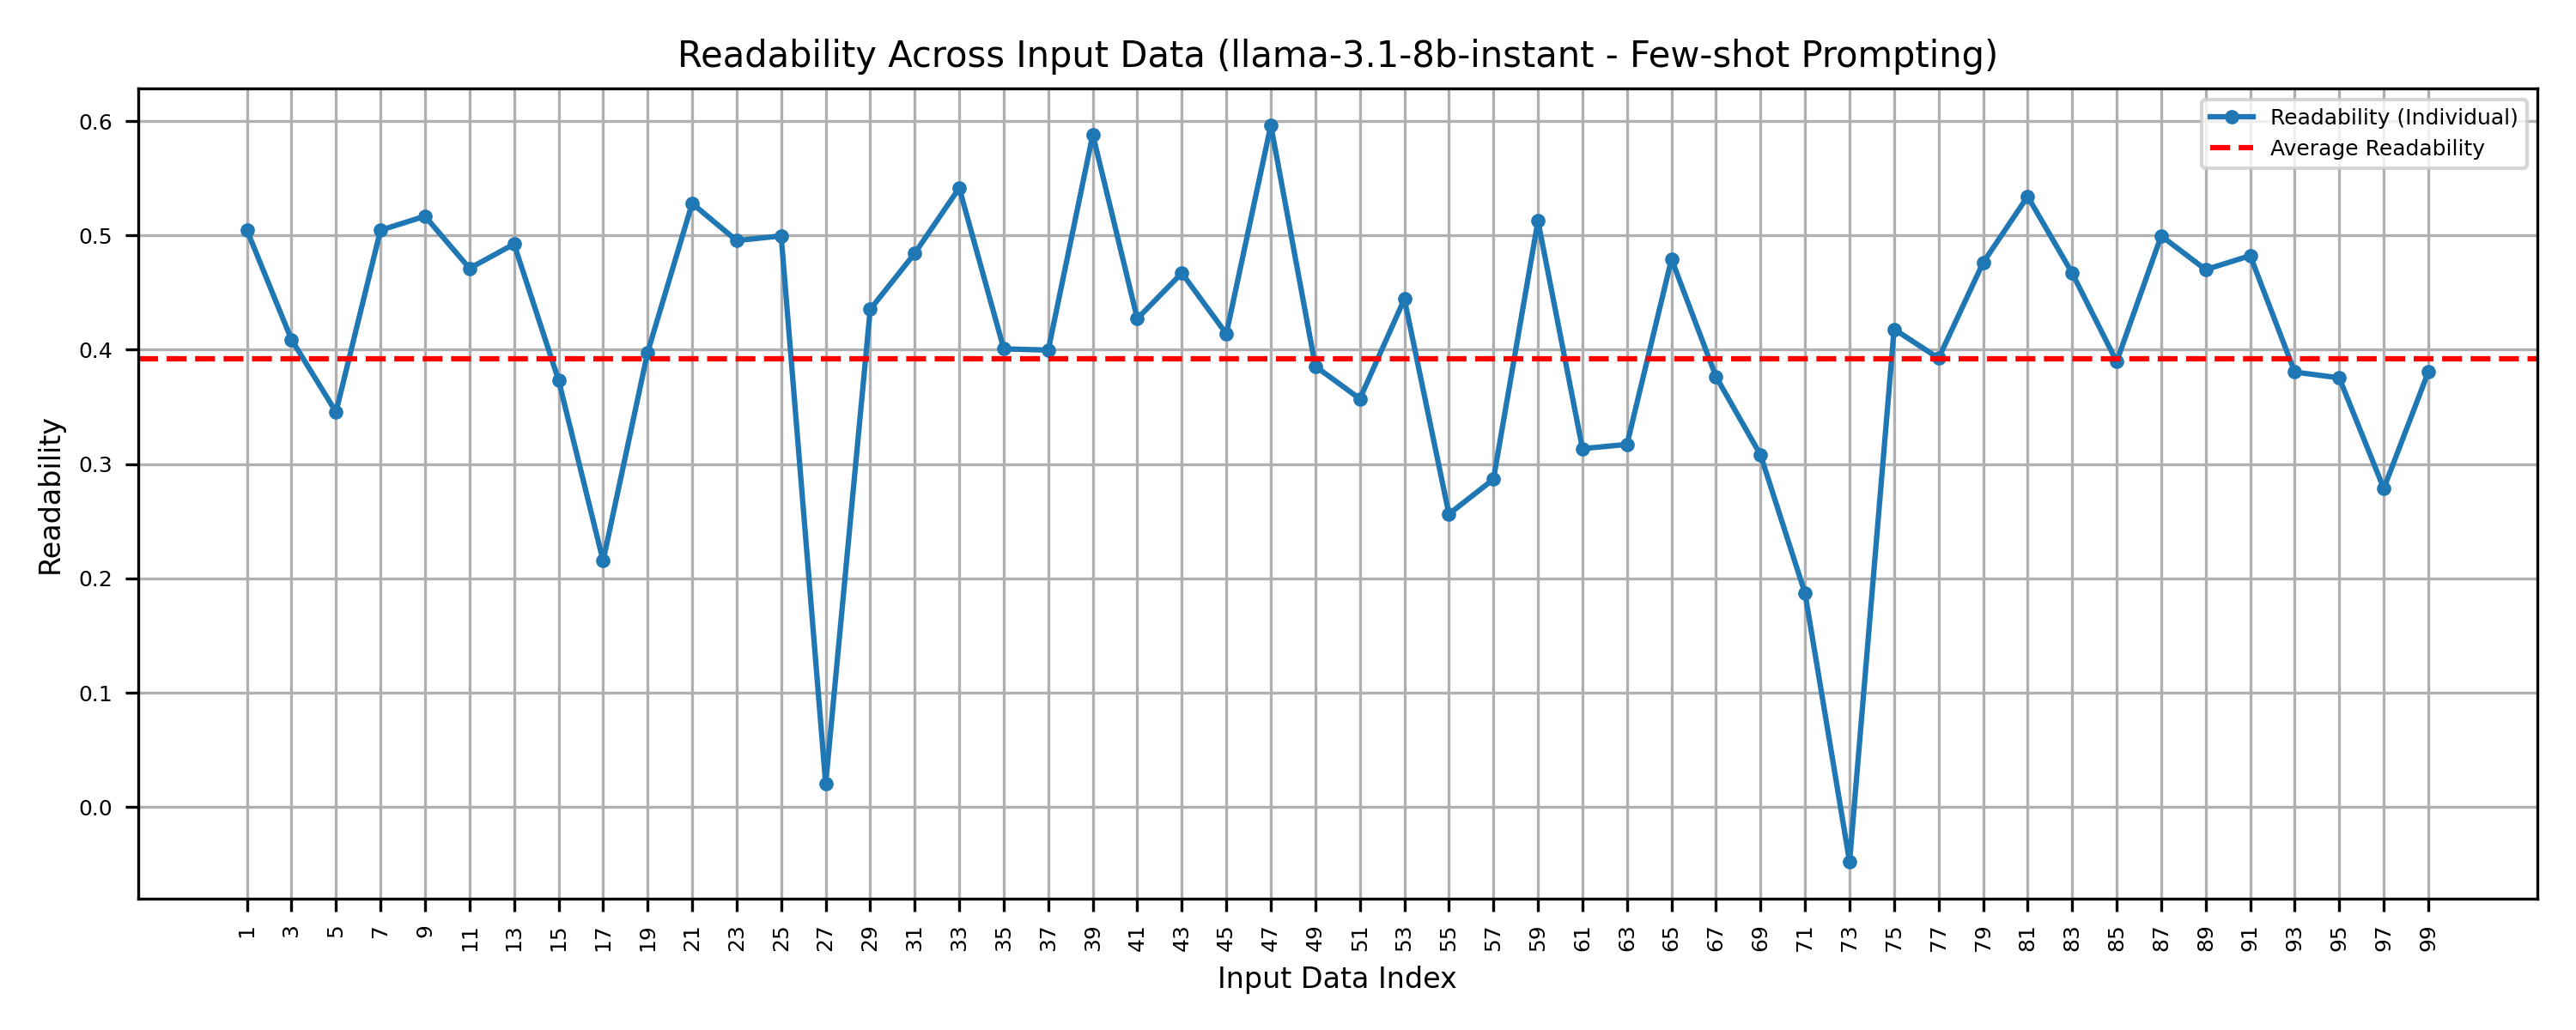 Readability Across Input Data (llama-3.1-8b-instant - Few-shot Prompting)
Readability (Individual)
Average Readability
Readability
0.6
0.5
0.4
0.3
0.2
0.1
0.0
1 3 5 7 9 11 13 15 17 19 21 23 25 27 29 31 33 35 37 39 41 43 45 47 49 51 53 55 57 59 61 63 65 67 69 71 73 75 77 79 81 83 85 87 89 91 93 95 97 99
Input Data Index